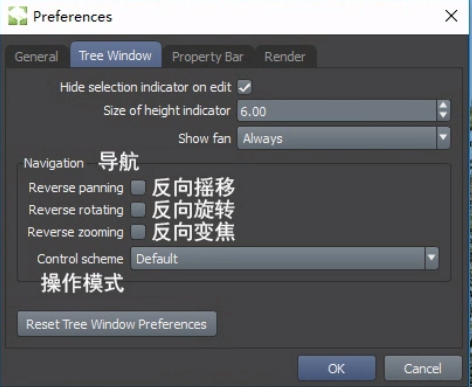 Preferences
General Tree Window Property Bar Render
Hide selection indicator on edit
Size of height indicator 6.00
Show fan Always
Navigation 导航
Reverse panning 反向摇移
Reverse rotating 反向旋转
Reverse zooming 反向变焦
Control scheme Default
操作模式
Reset Tree Window Preferences
OK Cancel